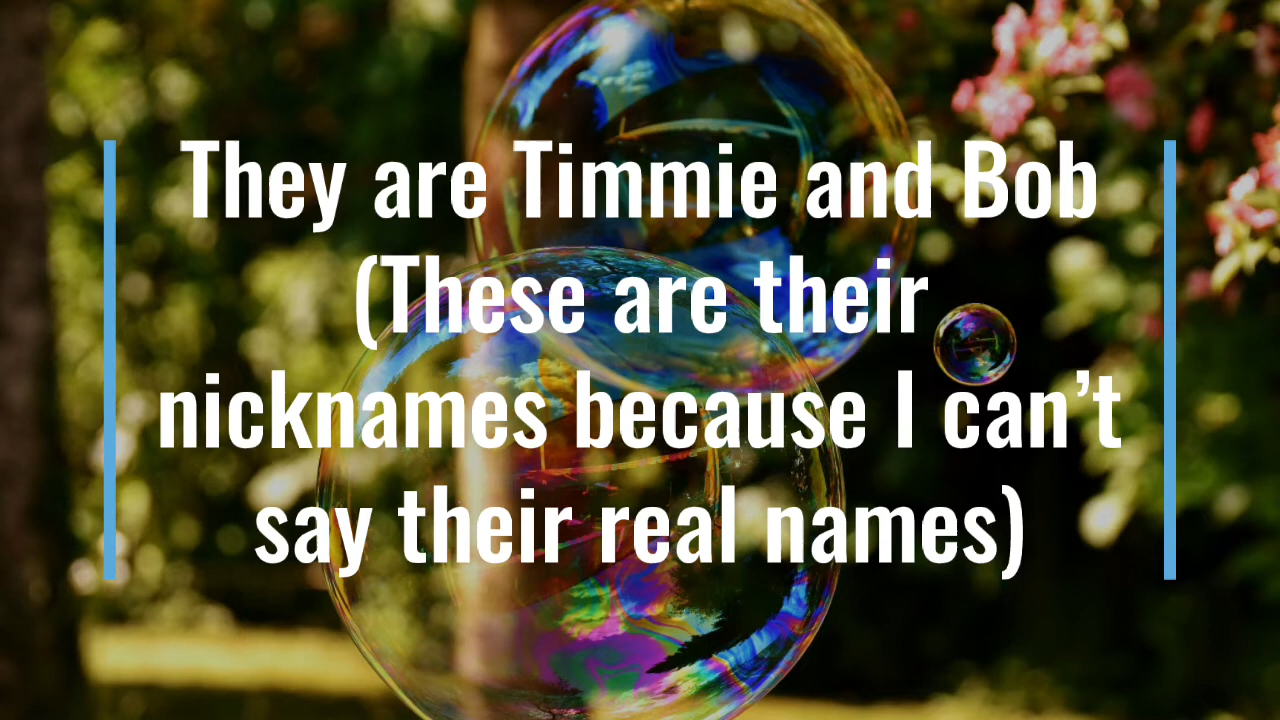 They are Timmie and Bob
(These are their
nicknames because I can’t
say their real names)